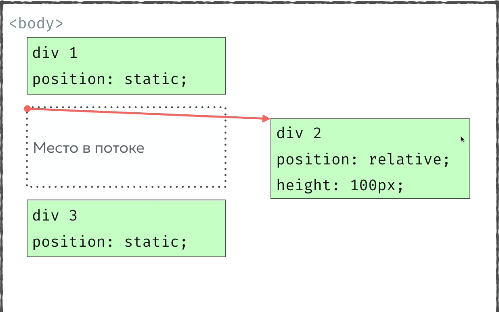 <body>
div 1
position: static;
Место в потоке
div 2
position: relative;
height: 100px;
div 3
position: static;